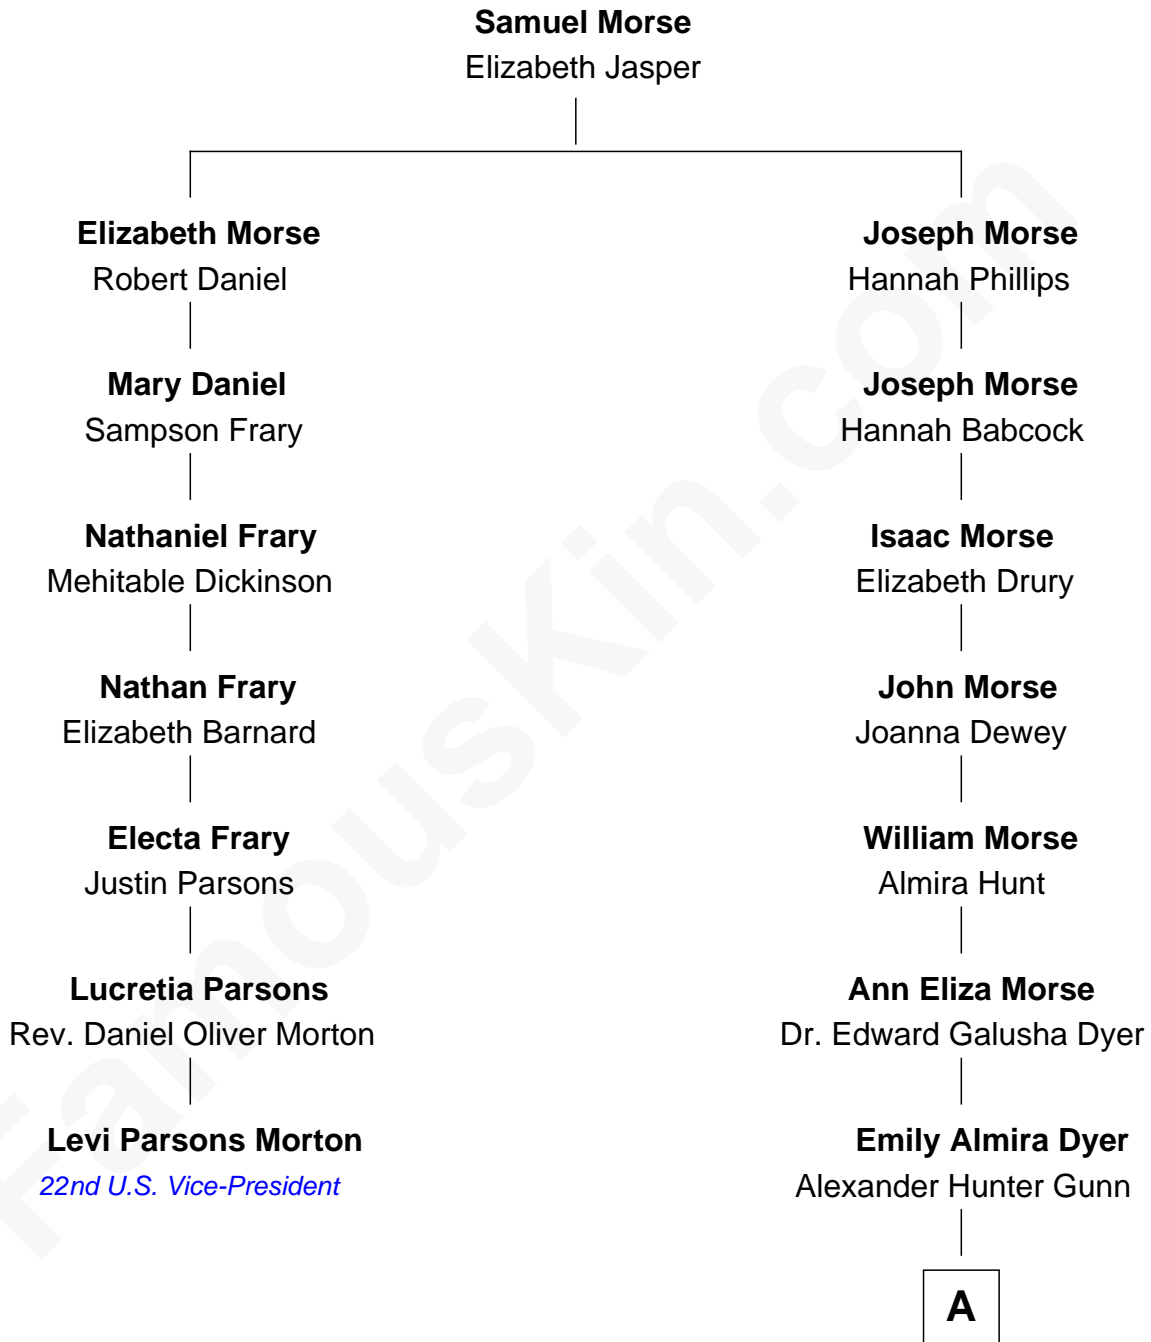 Samuel Morse
Elizabeth Jasper
Elizabeth Morse
Robert Daniel
Joseph Morse
Hannah Phillips
Mary Daniel
Sampson Frary
Joseph Morse
Hannah Babcock
Nathaniel Frary
Mehitable Dickinson
Isaac Morse
Elizabeth Drury
Nathan Frary
Elizabeth Barnard
John Morse
Joanna Dewey
Electa Frary
Justin Parsons
William Morse
Almira Hunt
Lucretia Parsons
Rev. Daniel Oliver Morton
Ann Eliza Morse
Dr. Edward Galusha Dyer
Levi Parsons Morton
22nd U.S. Vice-President
Emily Almira Dyer
Alexander Hunter Gunn
A
FamousKin.com